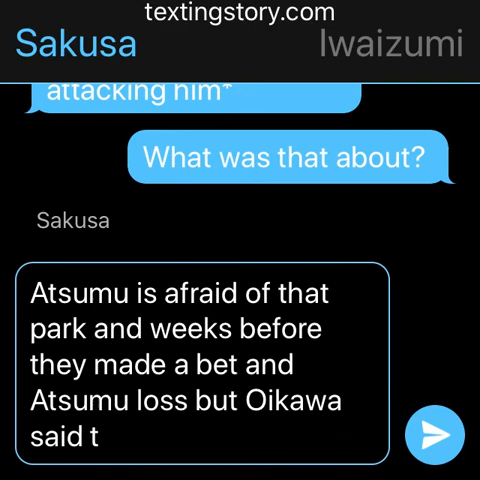 textingstory.com
Sakusa Iwaizumi
attacking him*
What was that about?
Sakusa
Atsumu is afraid of that
park and weeks before
they made a bet and
Atsumu loss but Oikawa
said t